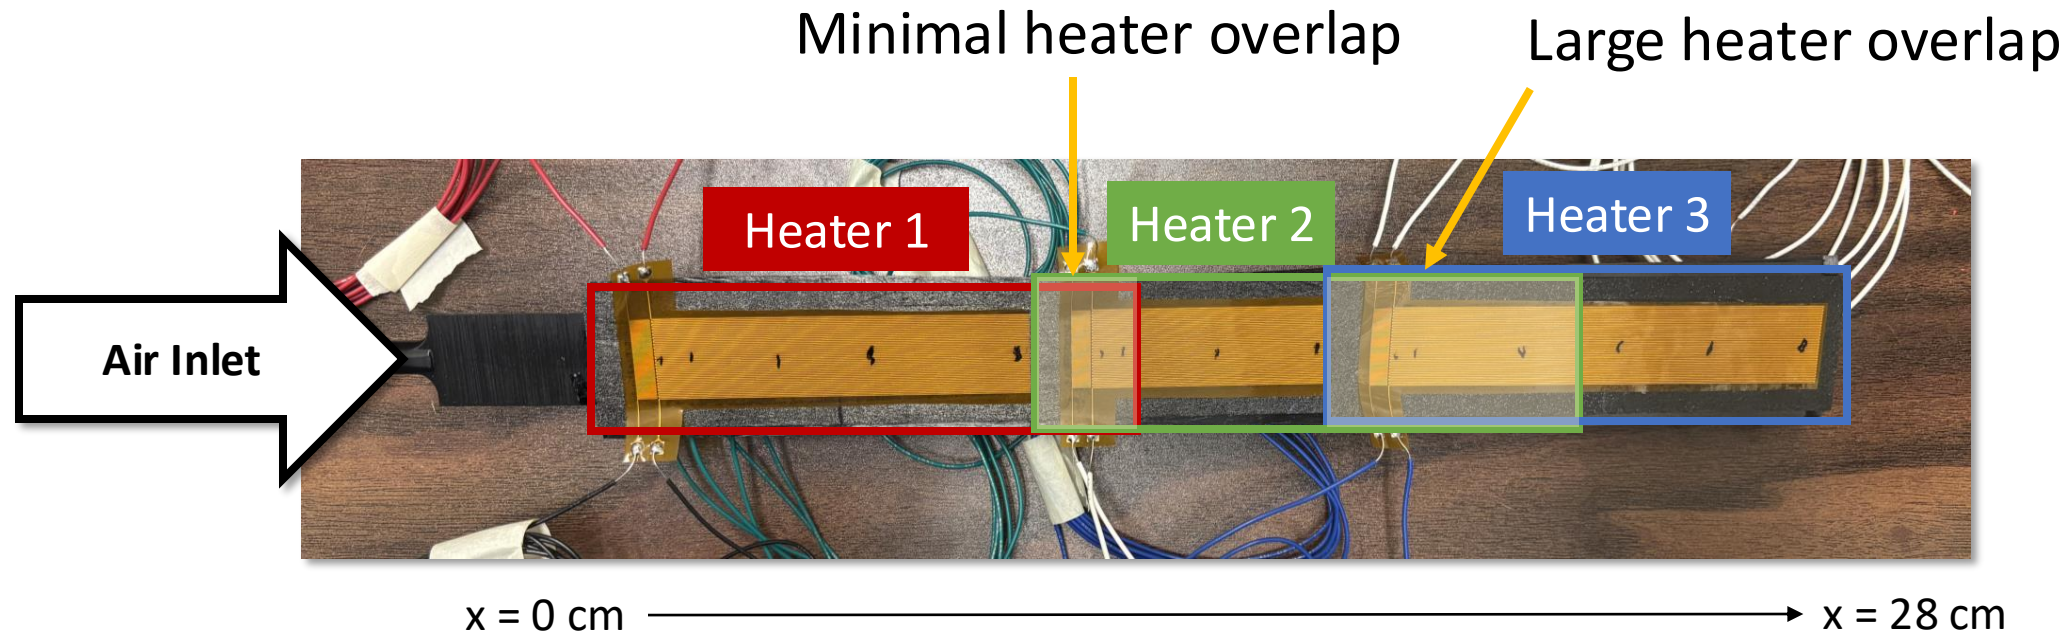 Minimal heater overlap
Large heater overlap
Heater 1
Heater 2
Heater 3
Air Inlet
x = 0 cm
x = 28 cm